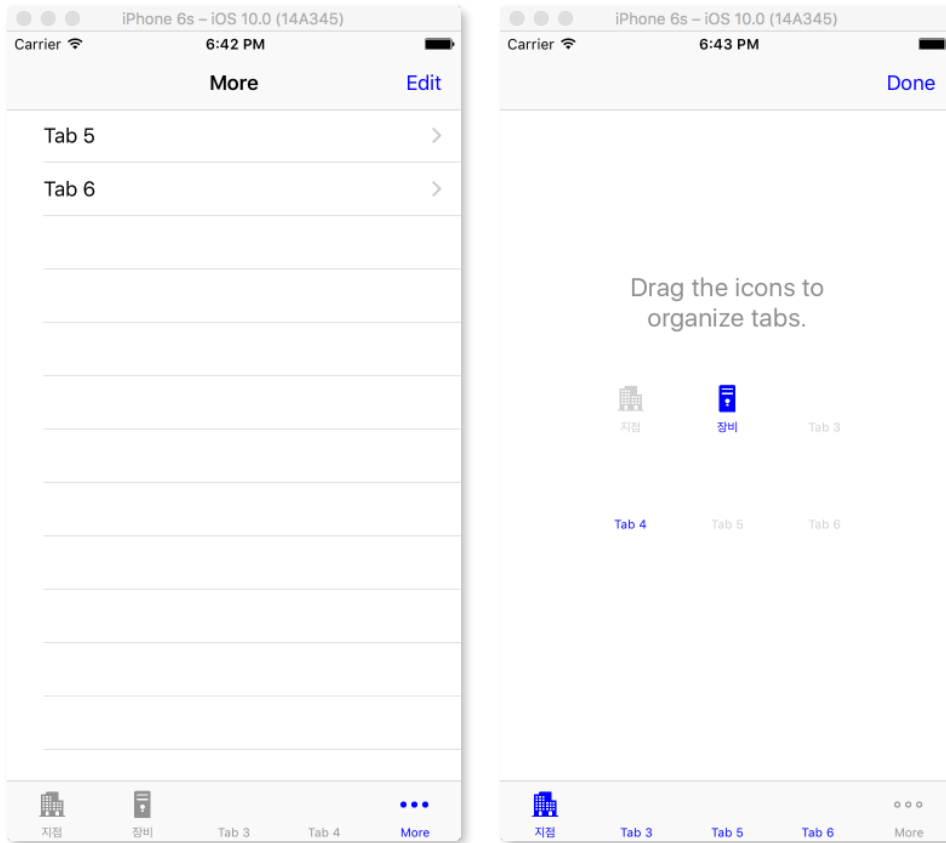 iPhone 6s – iOS 10.0 (14A345)
Carrier 6:42 PM
More Edit
Tab 5
Tab 6
지점 장비 Tab 3 Tab 4 More
iPhone 6s – iOS 10.0 (14A345)
Carrier 6:43 PM
Done
Drag the icons to
organize tabs.
지점 장비 Tab 3
Tab 4 Tab 5 Tab 6
지점 Tab 3 Tab 5 Tab 6 More